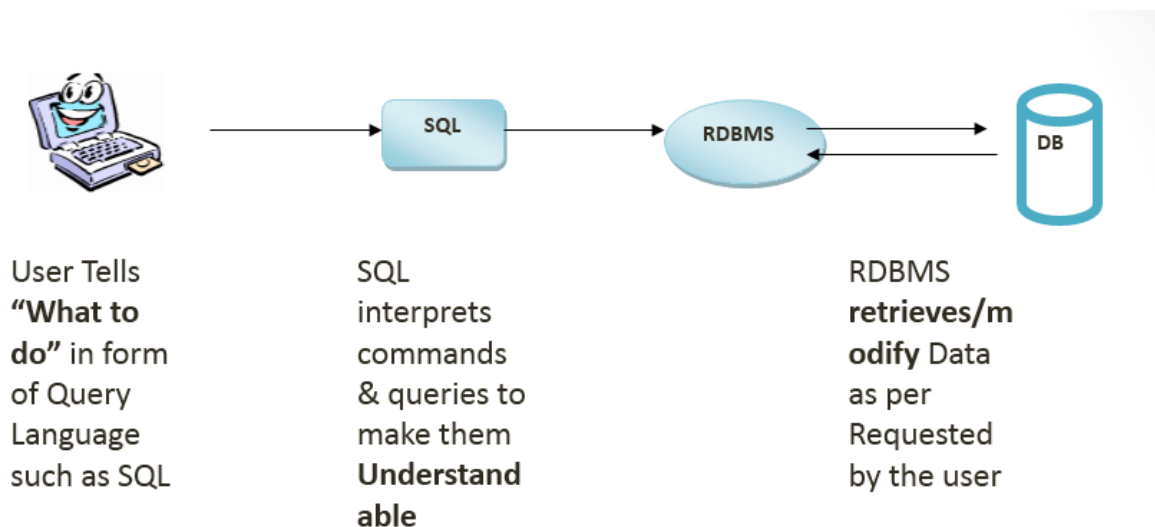 SQL
RDBMS
DB
User Tells
“What to
do” in form
of Query
Language
such as SQL
SQL
interprets
commands
& queries to
make them
Understand
able
RDBMS
retrieves/m
odify Data
as per
Requested
by the user